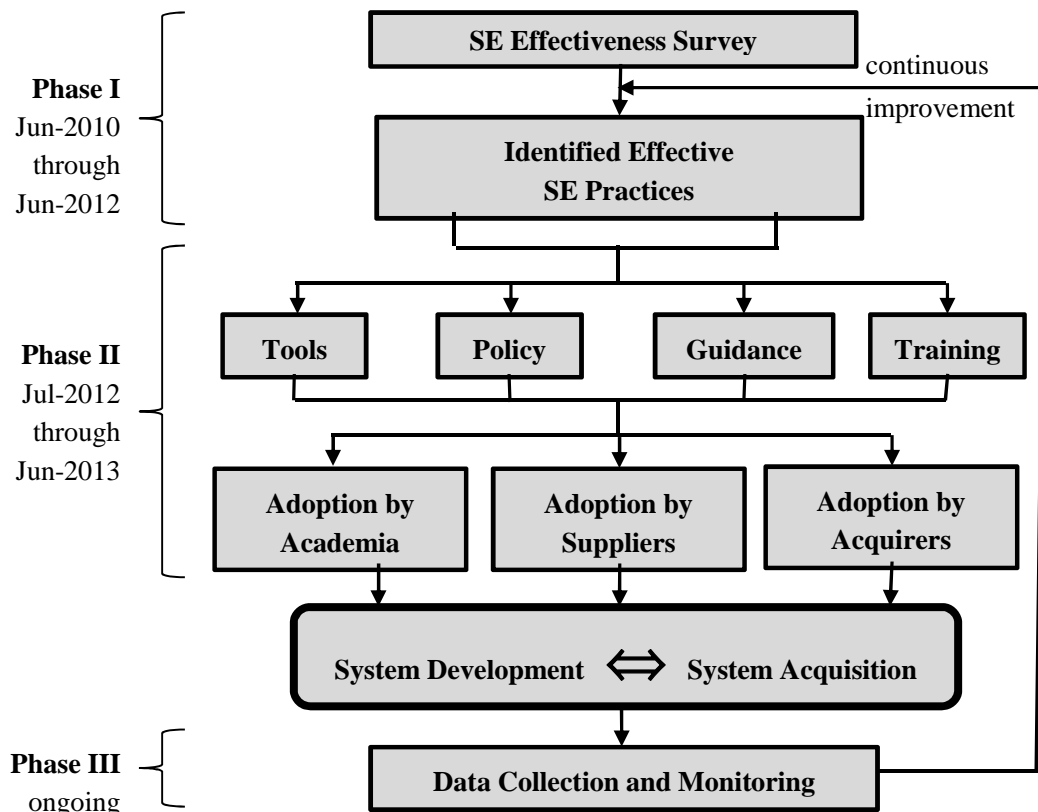 SE Effectiveness Survey
continuous
improvement
Phase I
Jun-2010
through
Jun-2012
Identified Effective
SE Practices
Phase II
Jul-2012
through
Jun-2013
Tools
Policy
Guidance
Training
Adoption by
Academia
Adoption by
Suppliers
Adoption by
Acquirers
System Development
System Acquisition
Phase III
ongoing
Data Collection and Monitoring